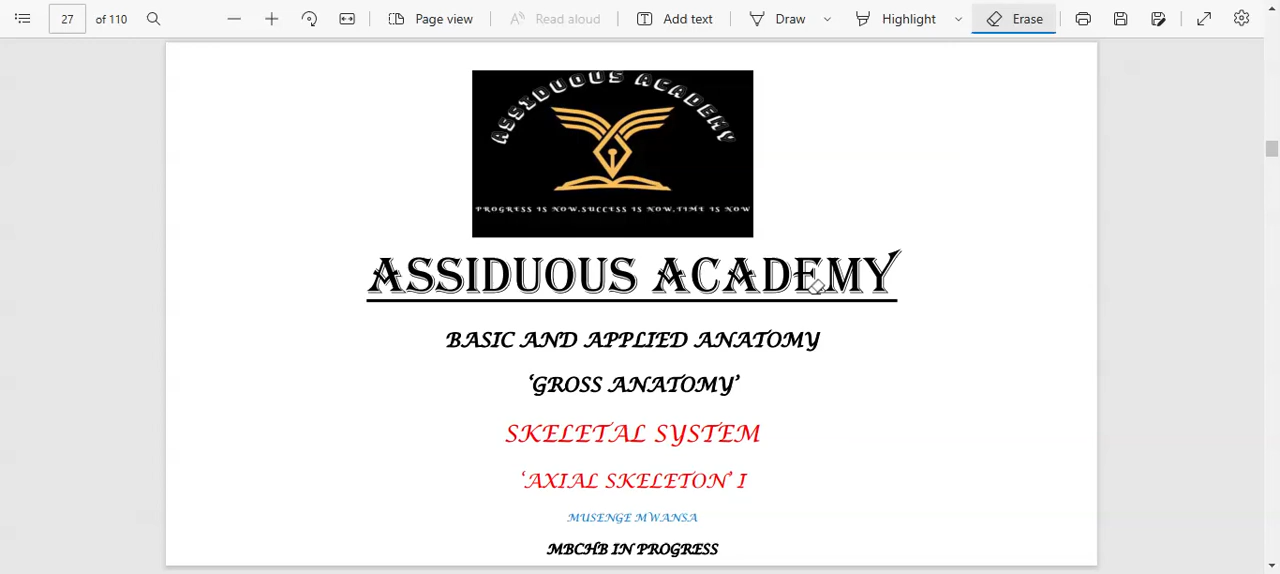 27 of 110 Page view Read aloud Add text Draw Highlight Erase
ASSIDUOUS ACADEMY
PROGRESS IS NOW,SUCCESS IS NOW,TIME IS NOW
ASSIDUOUS ACADEMY
BASIC AND APPLIED ANATOMY
‘GROSS ANATOMY’
SKELETAL SYSTEM
‘AXIAL SKELETON’ I
MUSENGE MWANSA
MBCHB IN PROGRESS